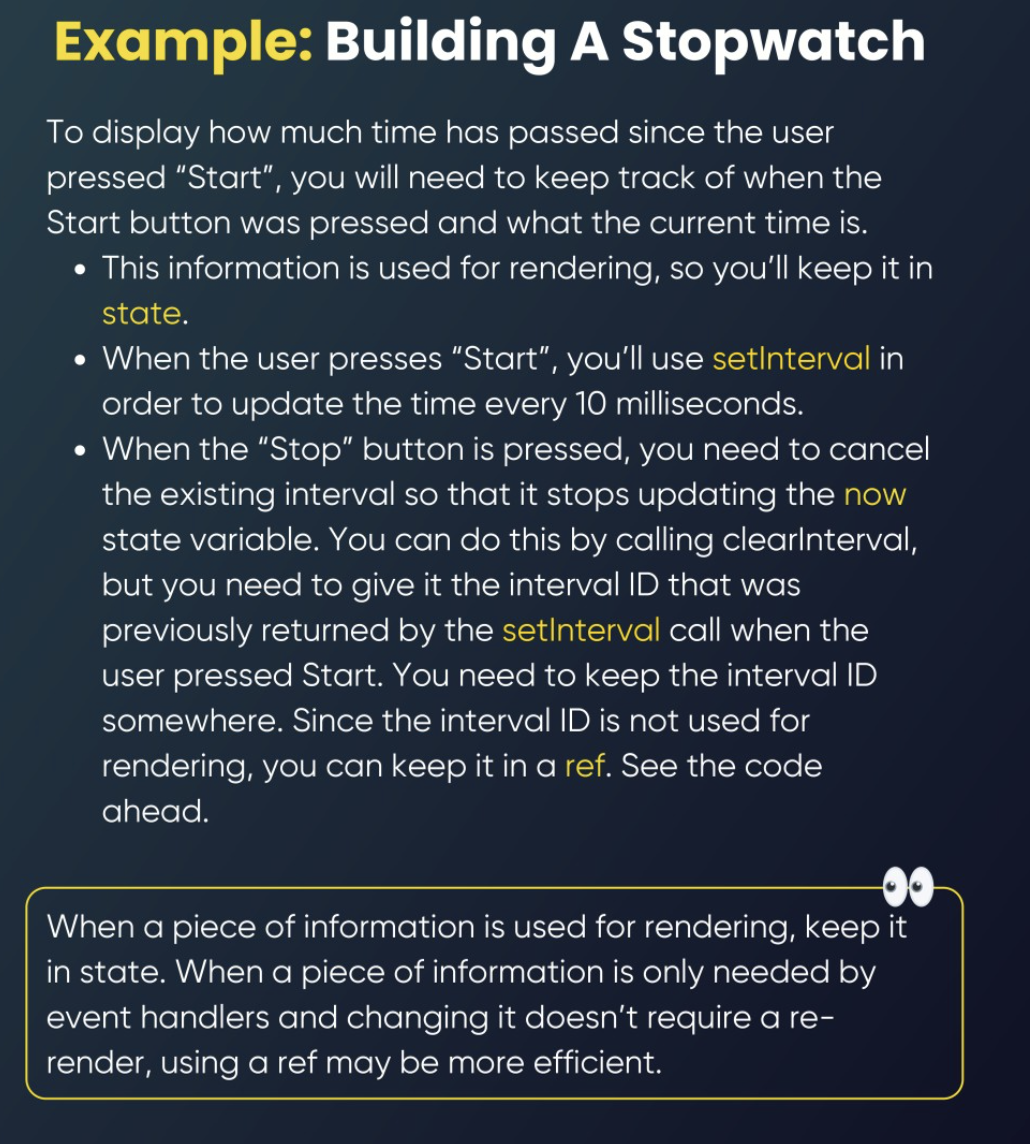 Example: Building A Stopwatch
To display how much time has passed since the user
pressed “Start”, you will need to keep track of when the
Start button was pressed and what the current time is.
• This information is used for rendering, so you’ll keep it in
state.
• When the user presses “Start”, you’ll use setInterval in
order to update the time every 10 milliseconds.
• When the “Stop” button is pressed, you need to cancel
the existing interval so that it stops updating the now
state variable. You can do this by calling clearInterval,
but you need to give it the interval ID that was
previously returned by the setInterval call when the
user pressed Start. You need to keep the interval ID
somewhere. Since the interval ID is not used for
rendering, you can keep it in a ref. See the code
ahead.
When a piece of information is used for rendering, keep it
in state. When a piece of information is only needed by
event handlers and changing it doesn’t require a re-
render, using a ref may be more efficient.